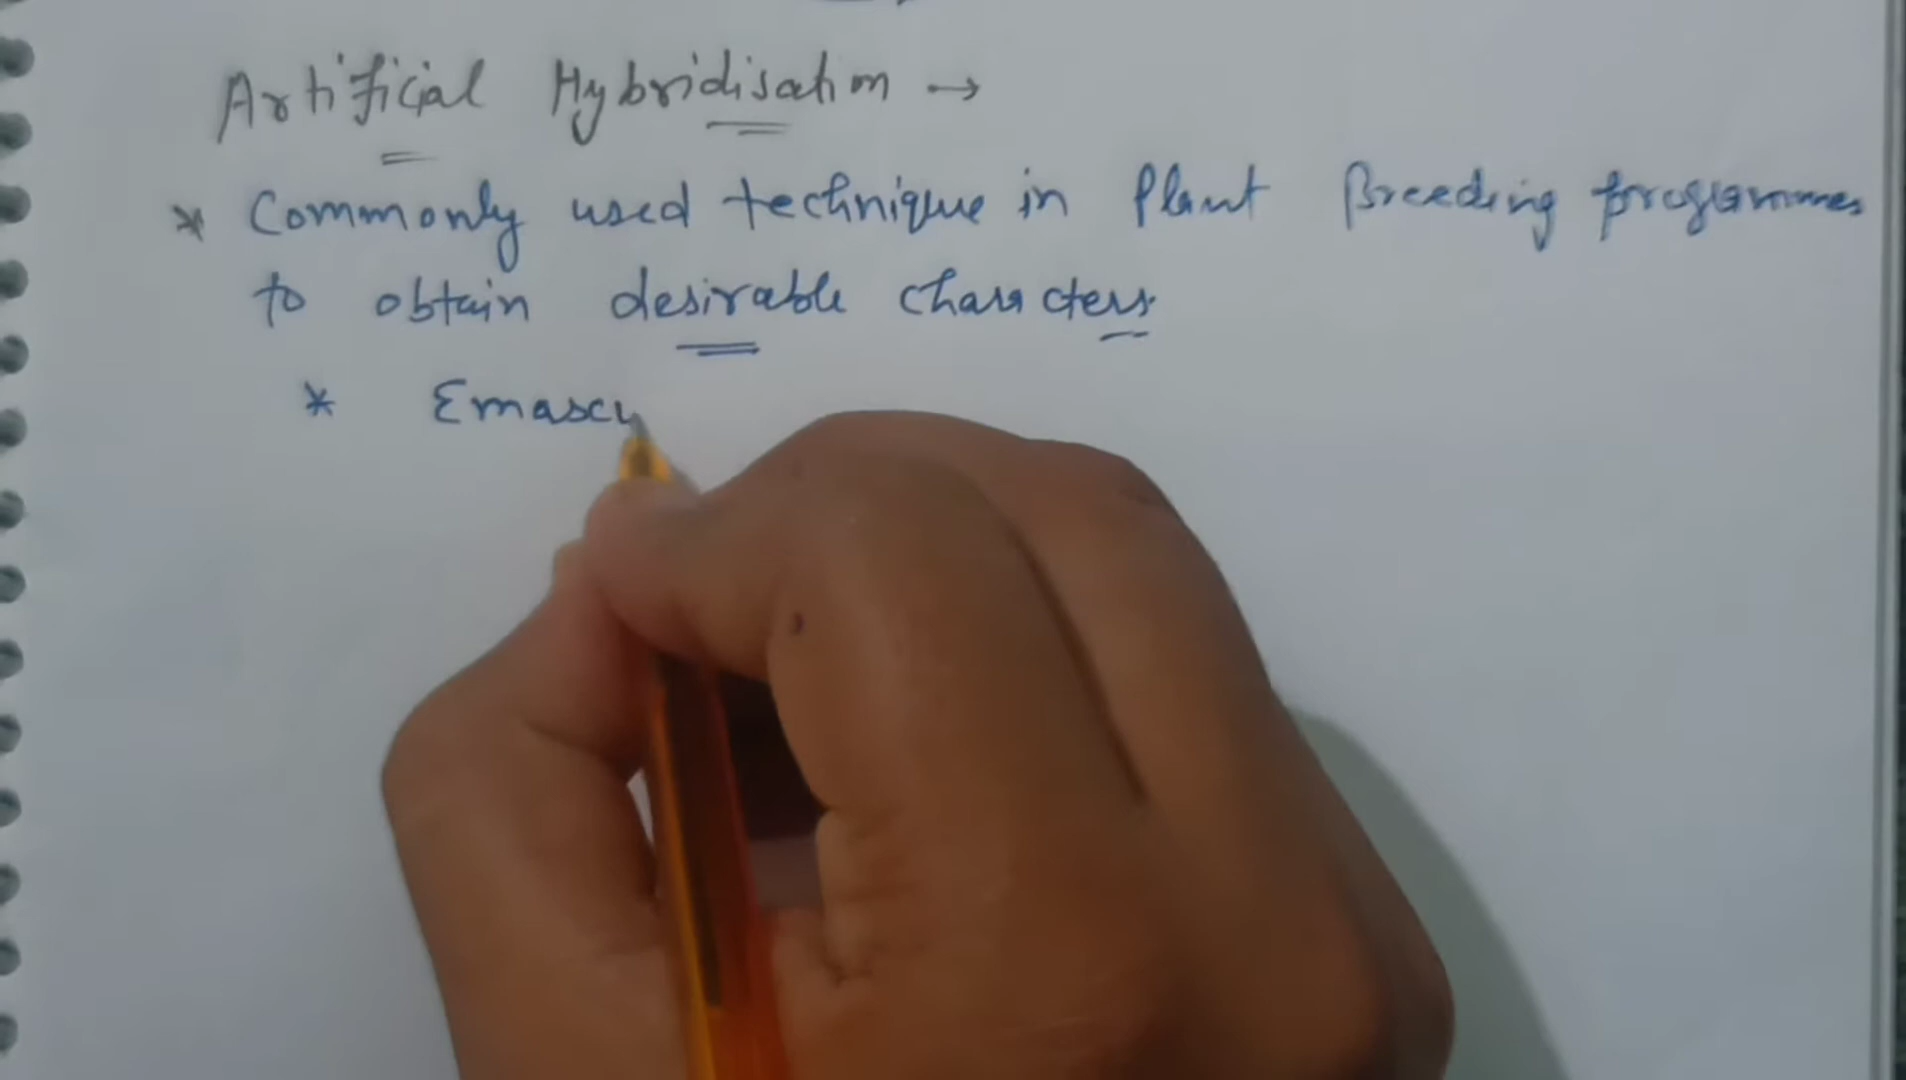 Artificial Hybridisation →
* Commonly used technique in Plant Breeding programmes
to obtain desirable characters
* Emascu